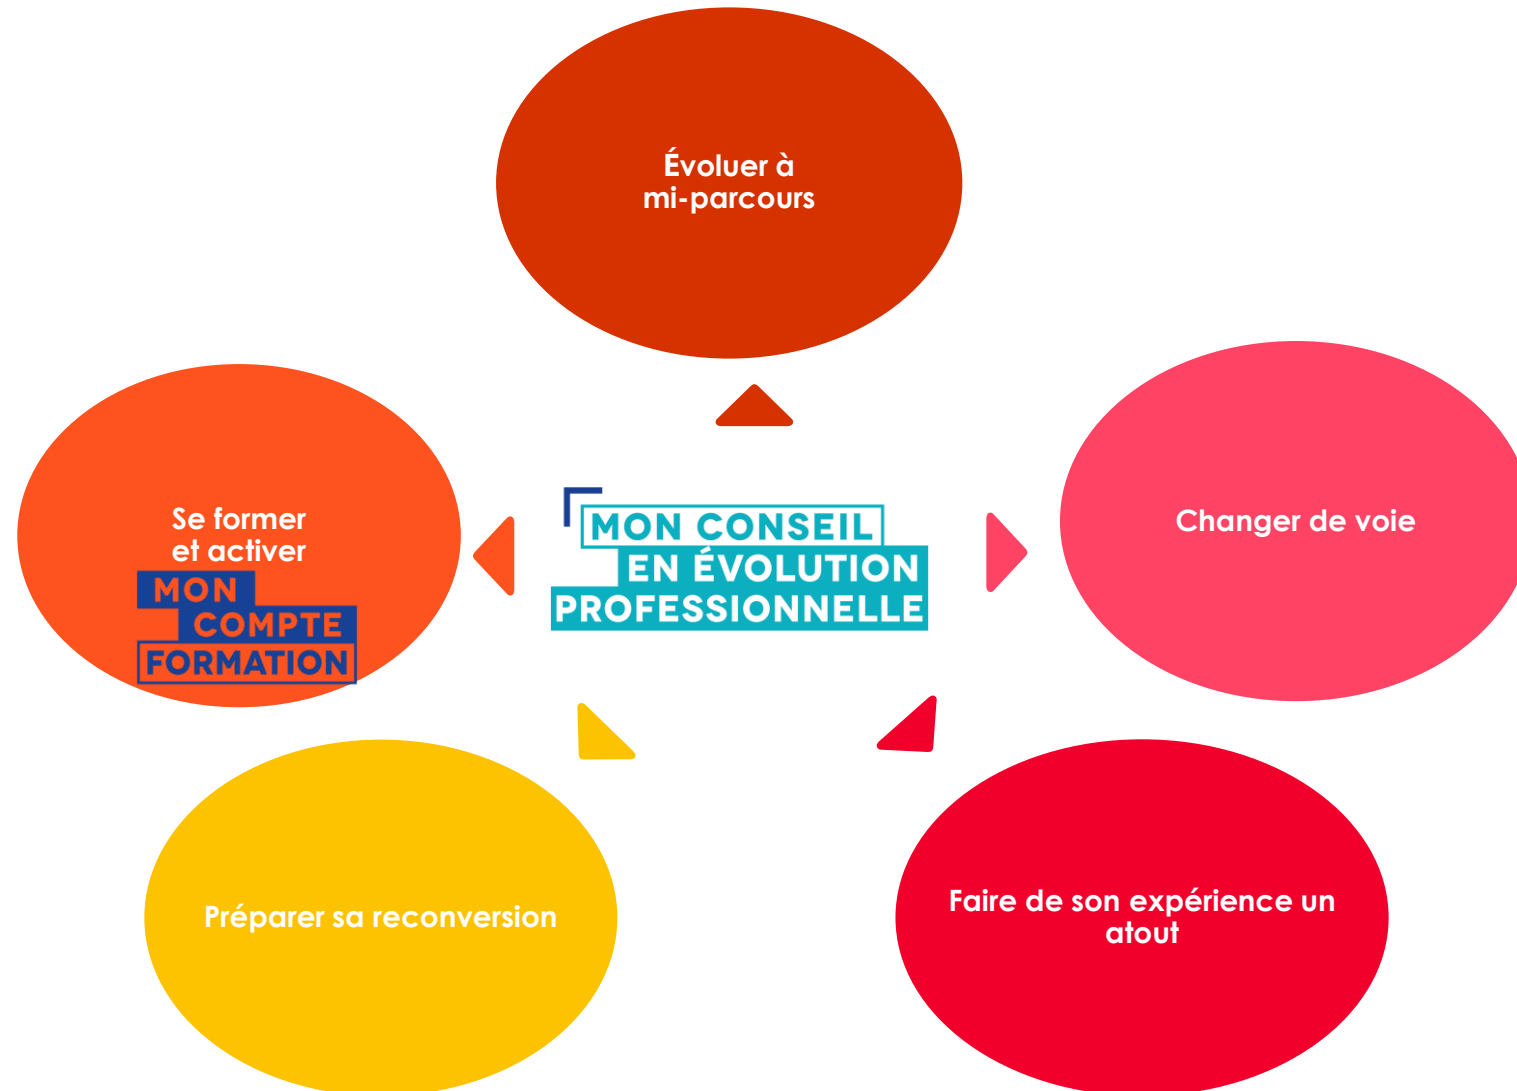 Évoluer à
mi-parcours
Se former
et activer
MON
COMPTE
FORMATION
MON CONSEIL
EN ÉVOLUTION
PROFESSIONNELLE
Changer de voie
Préparer sa reconversion
Faire de son expérience un
atout